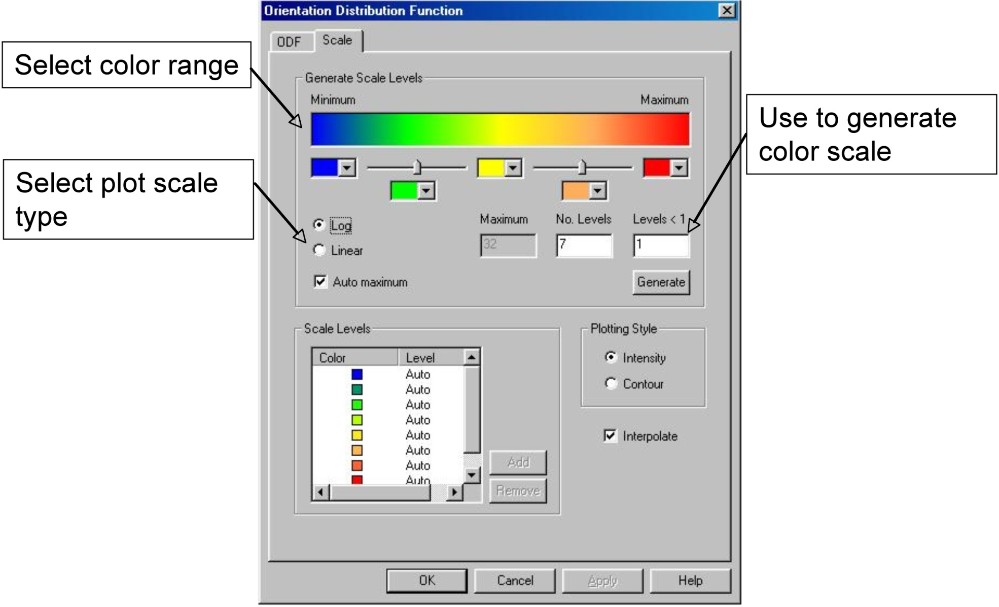 Orientation Distribution Function
ODF Scale
Select color range
Generate Scale Levels
Minimum Maximum
Use to generate
color scale
Select plot scale
type
Log
Linear
Maximum No. Levels Levels < 1
32 7 1
Auto maximum
Generate
Scale Levels
Color Level
Auto
Auto
Auto
Auto
Auto
Auto
Auto
Auto
Add
Remove
Plotting Style
Intensity
Contour
Interpolate
OK Cancel Apply Help